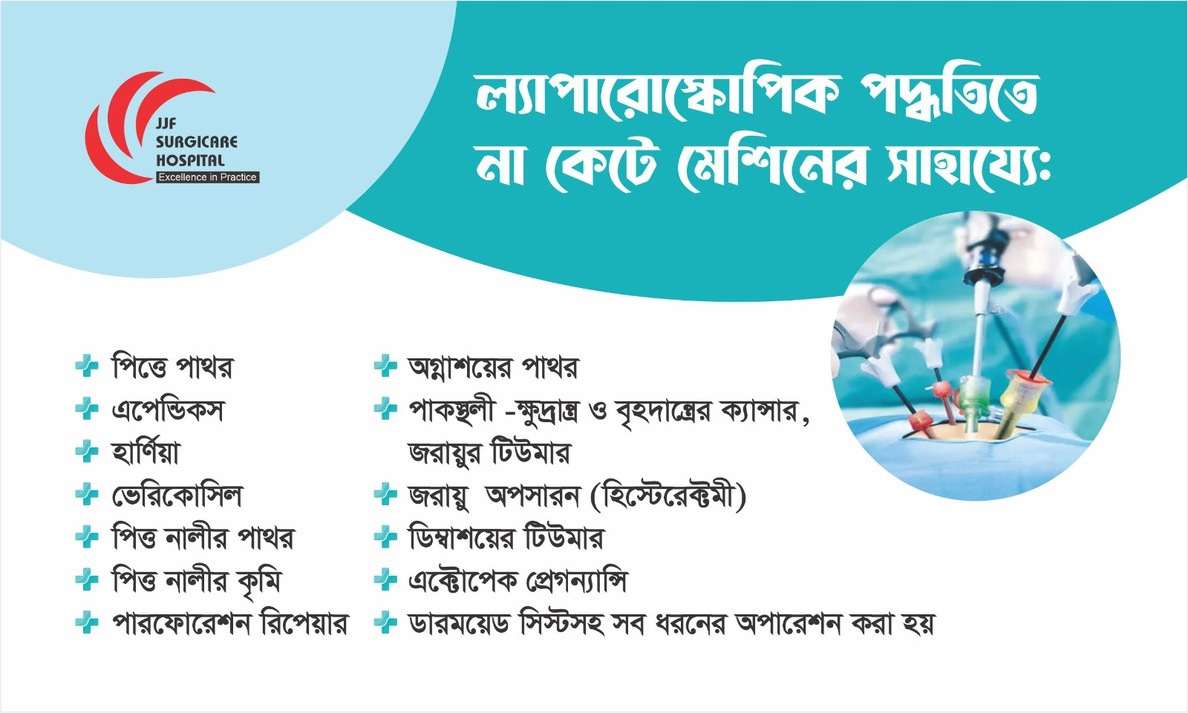 JJF
SURGICARE
HOSPITAL
Excellence in Practice
ল্যাপারোস্কোপিক পদ্ধতিতে
না কেটে মেশিনের সাহায্যে:
পিত্তে পাথর
এপেন্ডিকস
হার্ণিয়া
ভেরিকোসিল
পিত্ত নালীর পাথর
পিত্ত নালীর কৃমি
পারফোরেশন রিপেয়ার
অগ্নাশয়ের পাথর
পাকস্থলী -ক্ষুদ্রান্ত্র ও বৃহদান্ত্রের ক্যান্সার,
জরায়ুর টিউমার
জরায়ু অপসারন (হিস্টেরেক্টমী)
ডিম্বাশয়ের টিউমার
এক্টোপেক প্রেগন্যান্সি
ডারময়েড সিস্টসহ সব ধরনের অপারেশন করা হয়